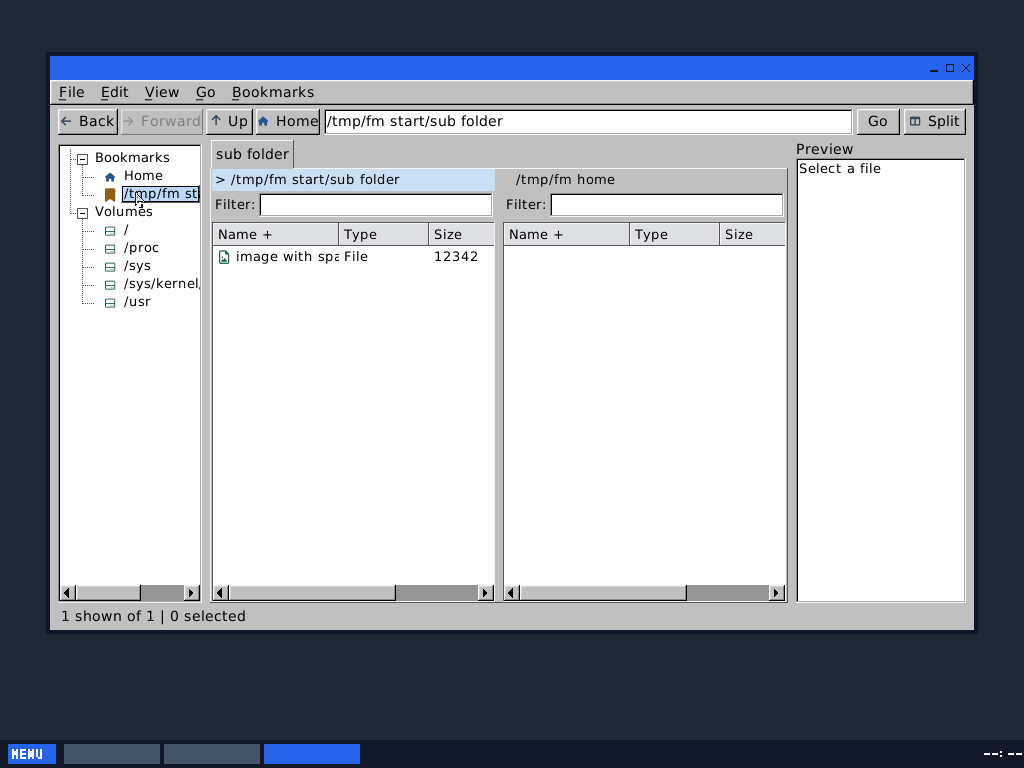 File Edit View Go Bookmarks
Back Forward Up Home /tmp/fm start/sub folder Go Split
Bookmarks
Home
/tmp/fm st
Volumes
/
/proc
/sys
/sys/kernel/
/usr
sub folder
> /tmp/fm start/sub folder
Filter:
Name + Type Size
image with spa File 12342
/tmp/fm home
Filter:
Name + Type Size
Preview
Select a file
1 shown of 1 | 0 selected
MENU --:--